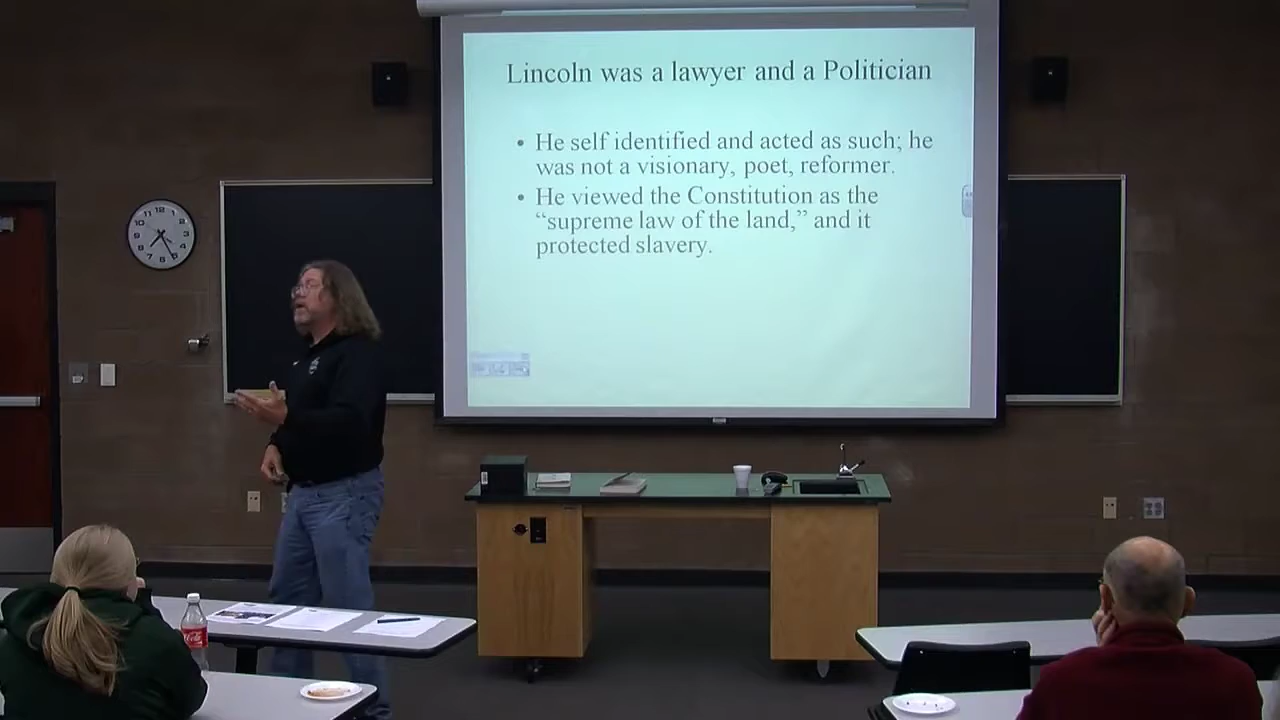 Lincoln was a lawyer and a Politician
• He self identified and acted as such; he
was not a visionary, poet, reformer.
• He viewed the Constitution as the
“supreme law of the land,” and it
protected slavery.